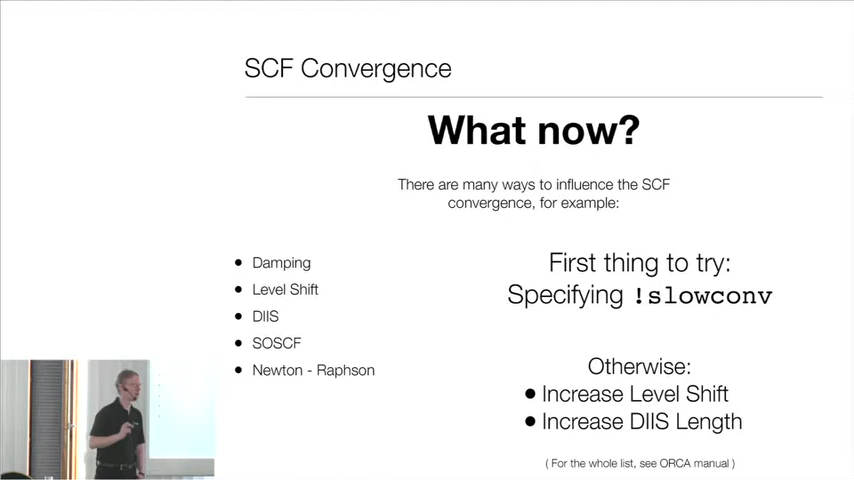 SCF Convergence
What now?
There are many ways to influence the SCF
convergence, for example:
● Damping
● Level Shift
● DIIS
● SOSCF
● Newton - Raphson
First thing to try:
Specifying !slowconv
Otherwise:
● Increase Level Shift
● Increase DIIS Length
( For the whole list, see ORCA manual )